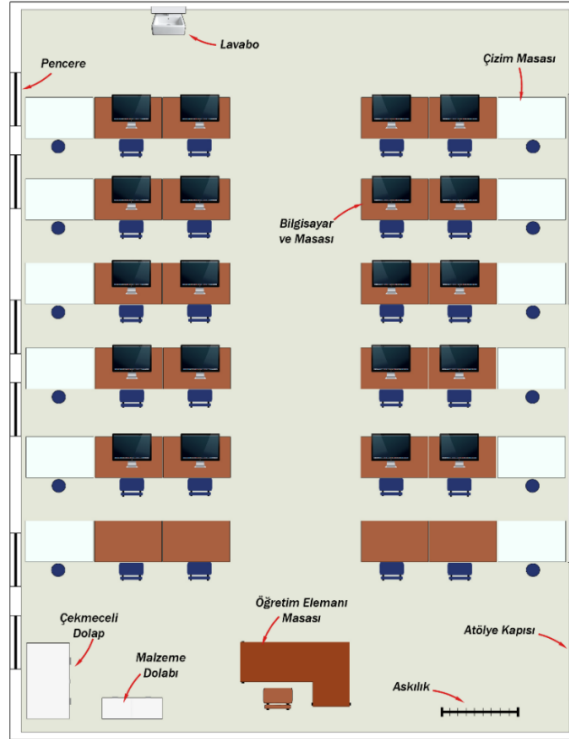 Lavabo
Pencere
Çizim Masası
Bilgisayar
ve Masası
Öğretim Elemanı
Masası
Çekmeceli
Dolap
Malzeme
Dolabı
Atölye Kapısı
Askılık